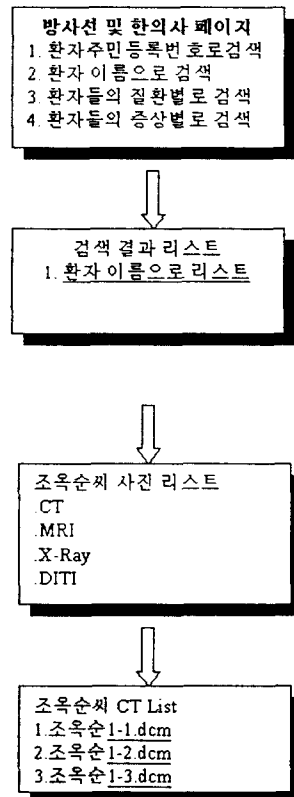 방사선 및 한의사 페이지
1. 환자주민등록번호로검색
2. 환자 이름으로 검색
3. 환자들의 질환별로 검색
4. 환자들의 증상별로 검색
검색 결과 리스트
1. 환자 이름으로 리스트
조옥순씨 사진 리스트
.CT
.MRI
.X-Ray
.DITI
조옥순씨 CT List
1.조옥순1-1.dcm
2.조옥순1-2.dcm
3.조옥순1-3.dcm